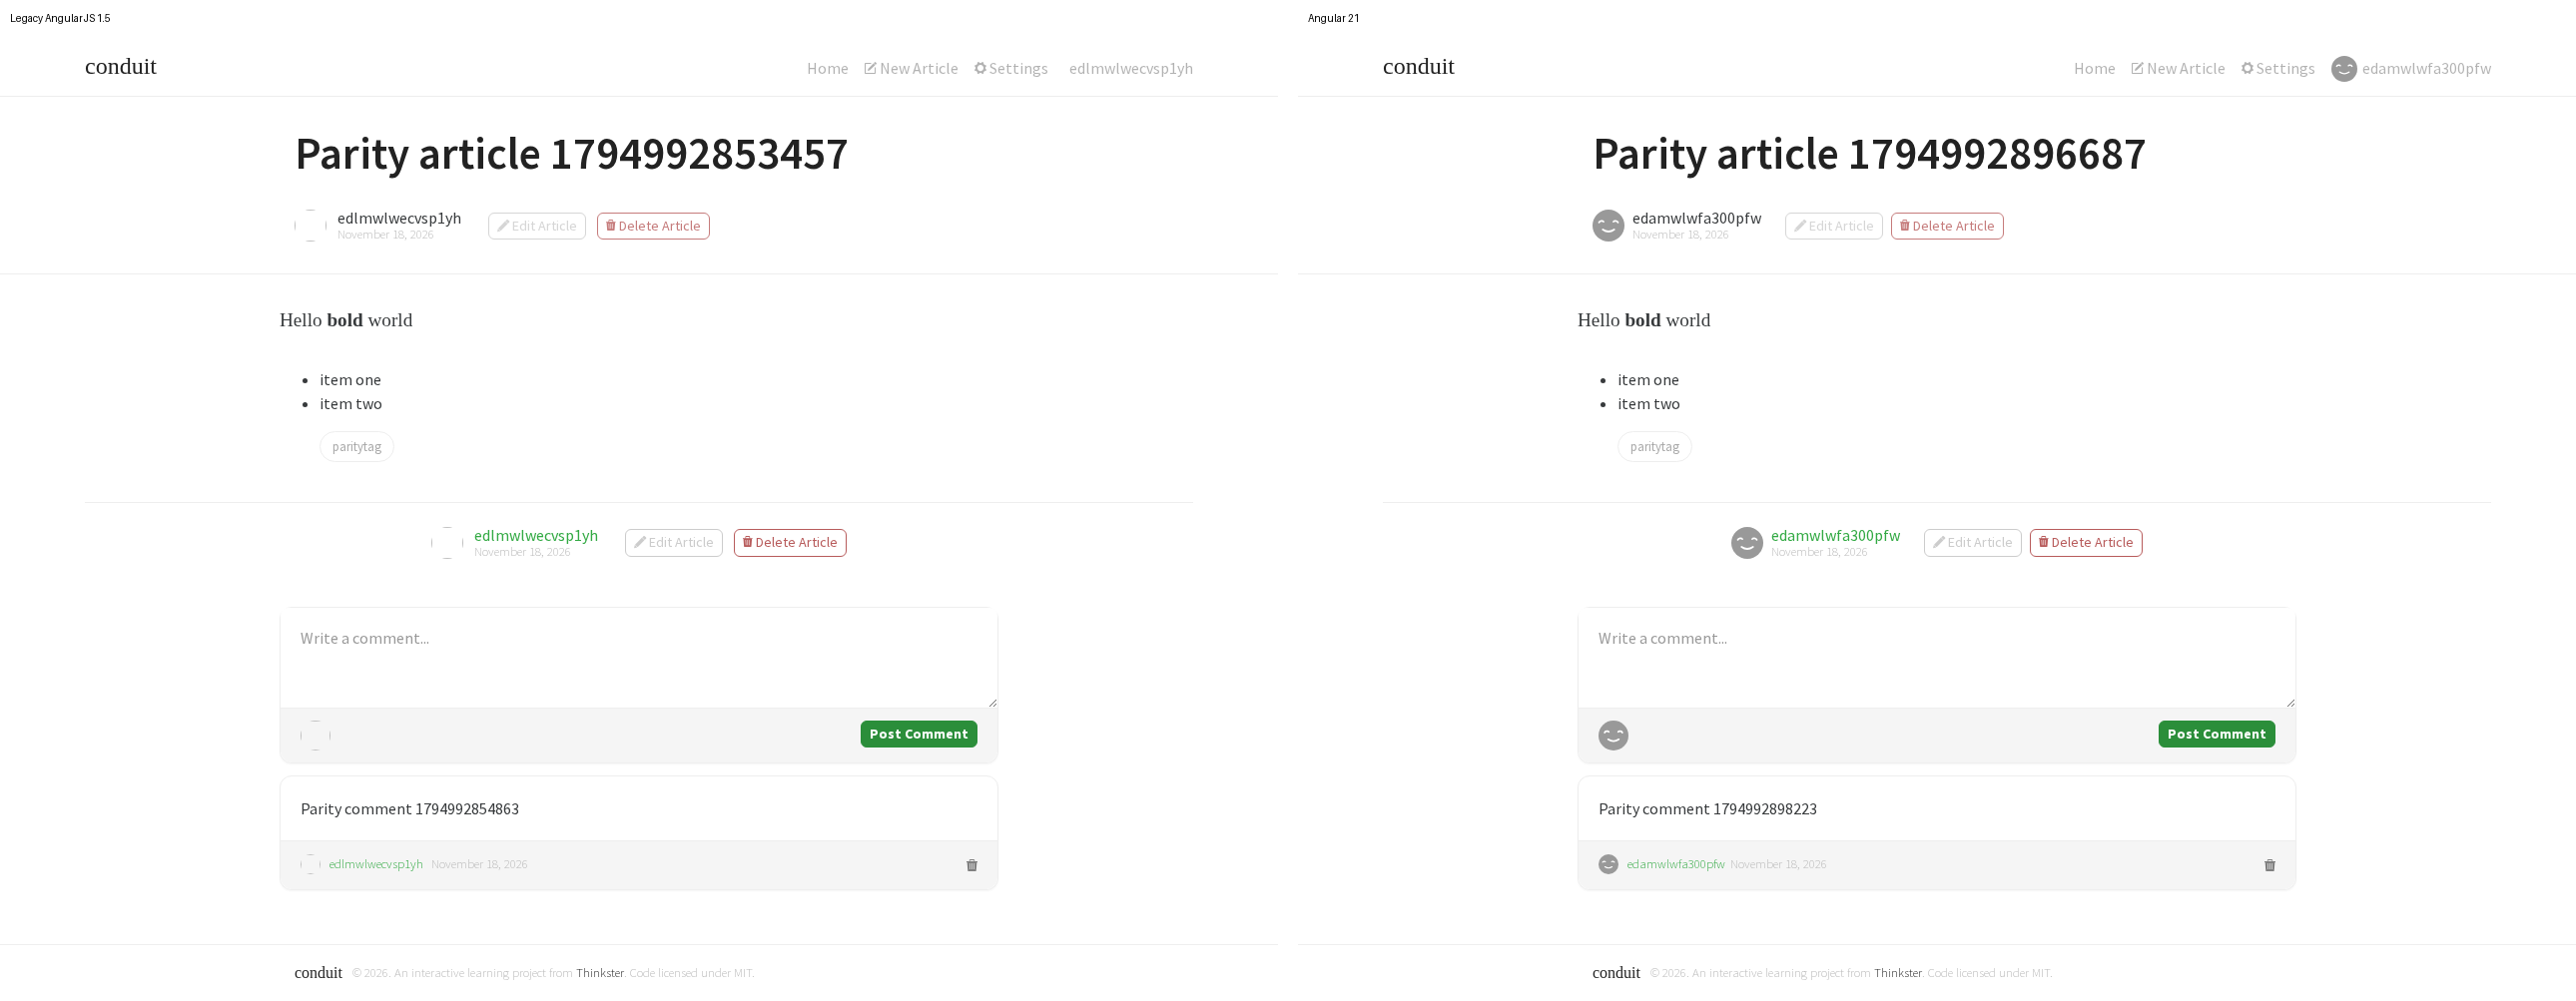 Legacy AngularJS 1.5
conduit
Home New Article Settings edlmwlwecvsp1yh
Parity article 1794992853457
edlmwlwecvsp1yh
November 18, 2026
Edit Article Delete Article
Hello bold world
item one
item two
paritytag
edlmwlwecvsp1yh
November 18, 2026
Edit Article Delete Article
Write a comment...
Post Comment
Parity comment 1794992854863
edlmwlwecvsp1yh November 18, 2026
conduit © 2026. An interactive learning project from Thinkster. Code licensed under MIT.
Angular 21
conduit
Home New Article Settings edamwlwfa300pfw
Parity article 1794992896687
edamwlwfa300pfw
November 18, 2026
Edit Article Delete Article
Hello bold world
item one
item two
paritytag
edamwlwfa300pfw
November 18, 2026
Edit Article Delete Article
Write a comment...
Post Comment
Parity comment 1794992898223
edamwlwfa300pfw November 18, 2026
conduit © 2026. An interactive learning project from Thinkster. Code licensed under MIT.